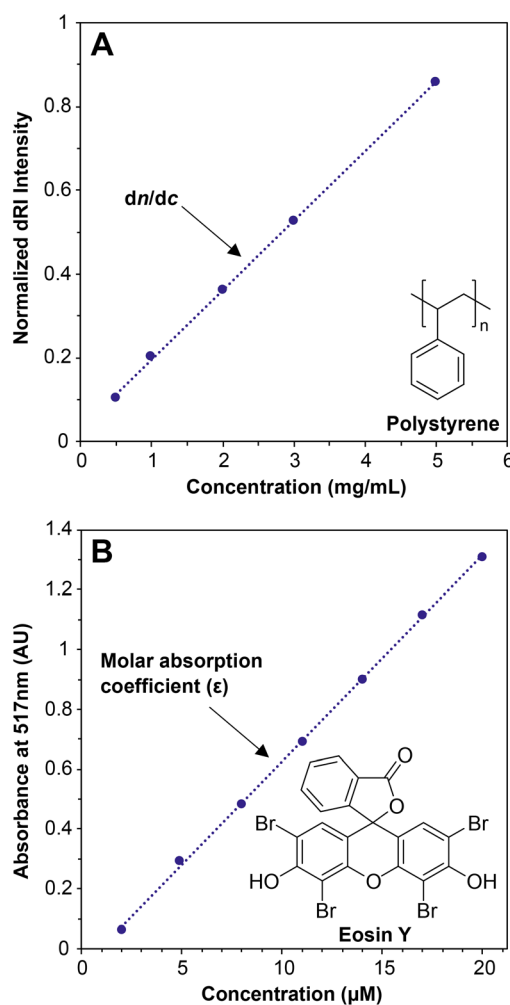 A
Normalized dRI Intensity
1
0.8
0.6
0.4
0.2
0
dn/dc
n
Polystyrene
1
2
3
4
5
6
Concentration (mg/mL)
B
Absorbance at 517nm (AU)
1.4
1.2
1
0.8
0.6
0.4
0.2
0
Molar absorption
coefficient (ε)
O
O
Br
Br
HO
O
OH
Br
Br
Eosin Y
0
5
10
15
20
Concentration (μM)